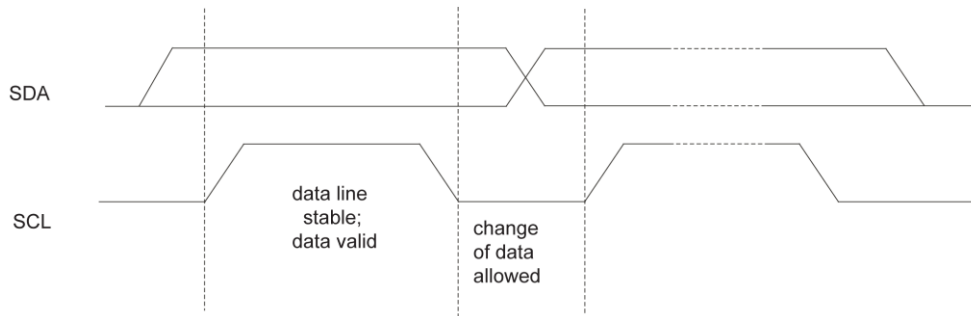 SDA
SCL
data line
stable;
data valid
change
of data
allowed